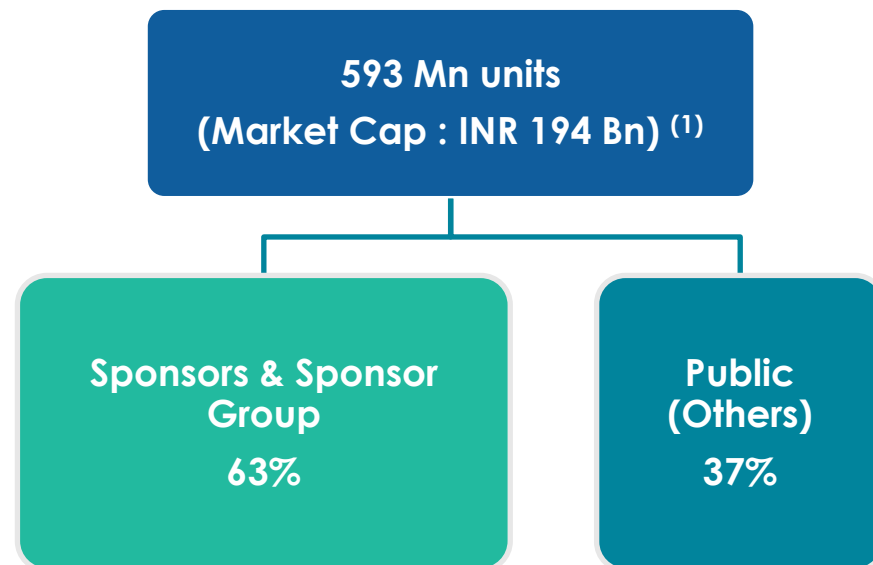 593 Mn units
(Market Cap : INR 194 Bn) (1)
Sponsors & Sponsor
Group
63%
Public
(Others)
37%